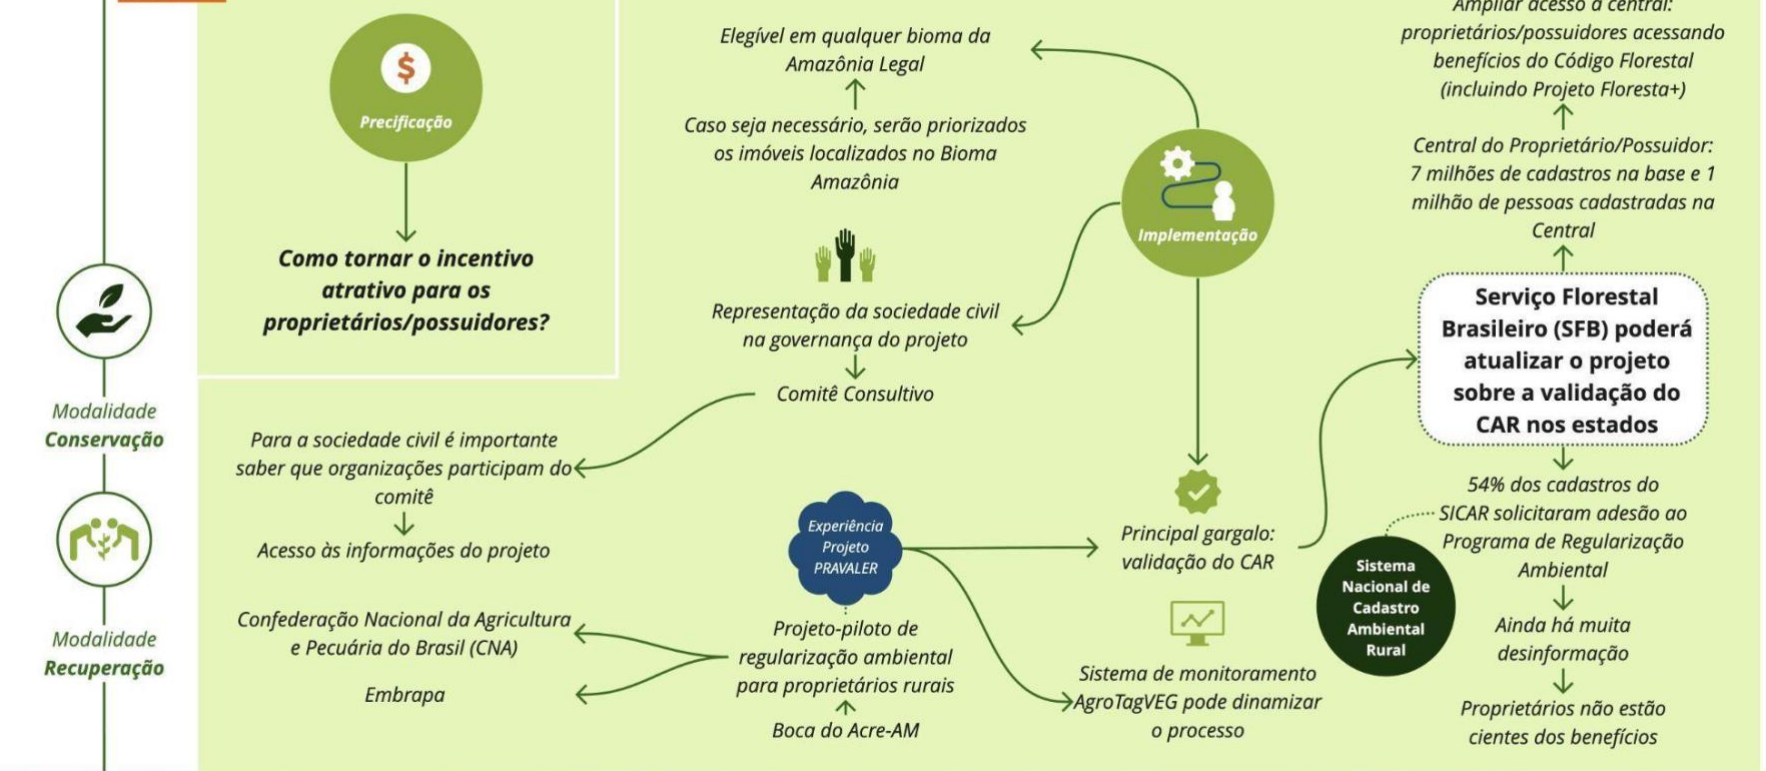 Precificação
Como tornar o incentivo
atrativo para os
proprietários/possuidores?
Modalidade
Conservação
Modalidade
Recuperação
Elegível em qualquer bioma da
Amazônia Legal
Caso seja necessário, serão priorizados
os imóveis localizados no Bioma
Amazônia
Representação da sociedade civil
na governança do projeto
Comitê Consultivo
Para a sociedade civil é importante
saber que organizações participam do
comitê
Acesso às informações do projeto
Confederação Nacional da Agricultura
e Pecuária do Brasil (CNA)
Embrapa
Experiência
Projeto
PRAVALER
Projeto-piloto de
regularização ambiental
para proprietários rurais
Boca do Acre-AM
Implementação
Principal gargalo:
validação do CAR
Sistema de monitoramento
AgroTagVEG pode dinamizar
o processo
Ampliar acesso à central:
proprietários/possuidores acessando
benefícios do Código Florestal
(incluindo Projeto Floresta+)
Central do Proprietário/Possuidor:
7 milhões de cadastros na base e 1
milhão de pessoas cadastradas na
Central
Serviço Florestal
Brasileiro (SFB) poderá
atualizar o projeto
sobre a validação do
CAR nos estados
54% dos cadastros do
SICAR solicitaram adesão ao
Programa de Regularização
Ambiental
Sistema
Nacional de
Cadastro
Ambiental
Rural
Ainda há muita
desinformação
Proprietários não estão
cientes dos benefícios